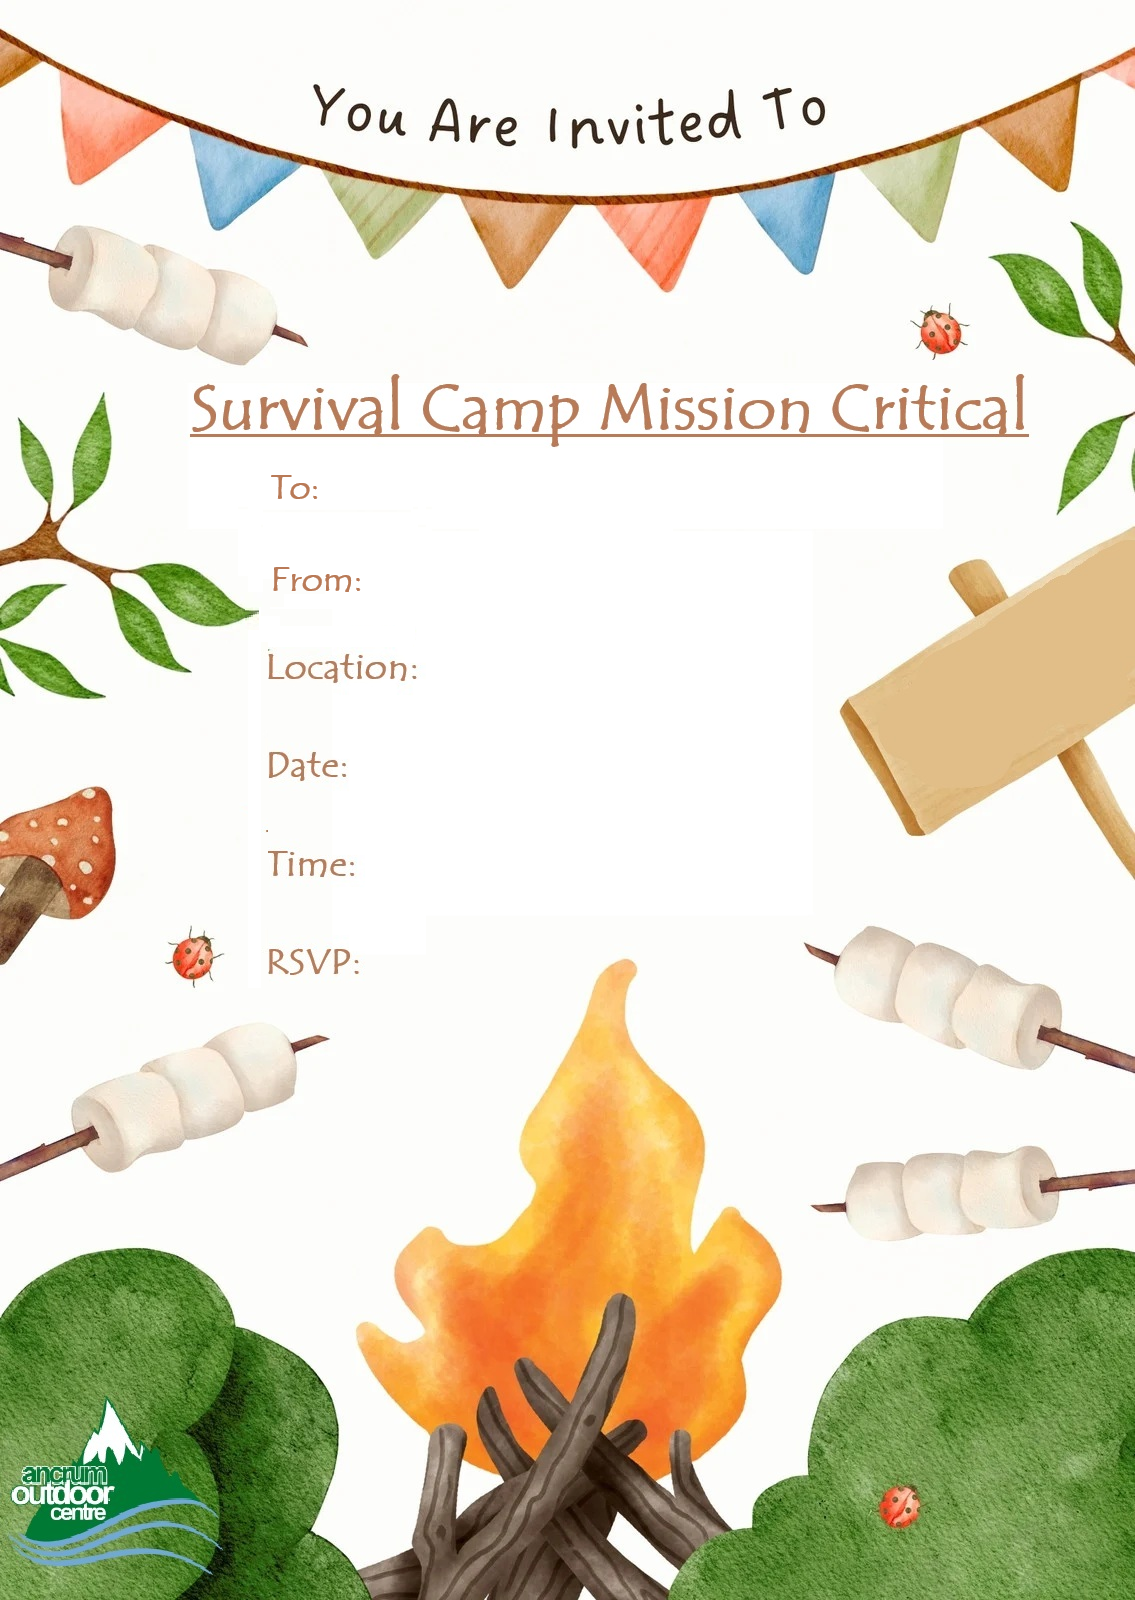 You Are Invited To
Survival Camp Mission Critical
To:
From:
Location:
Date:
Time:
RSVP:
ancrum
outdoor
centre